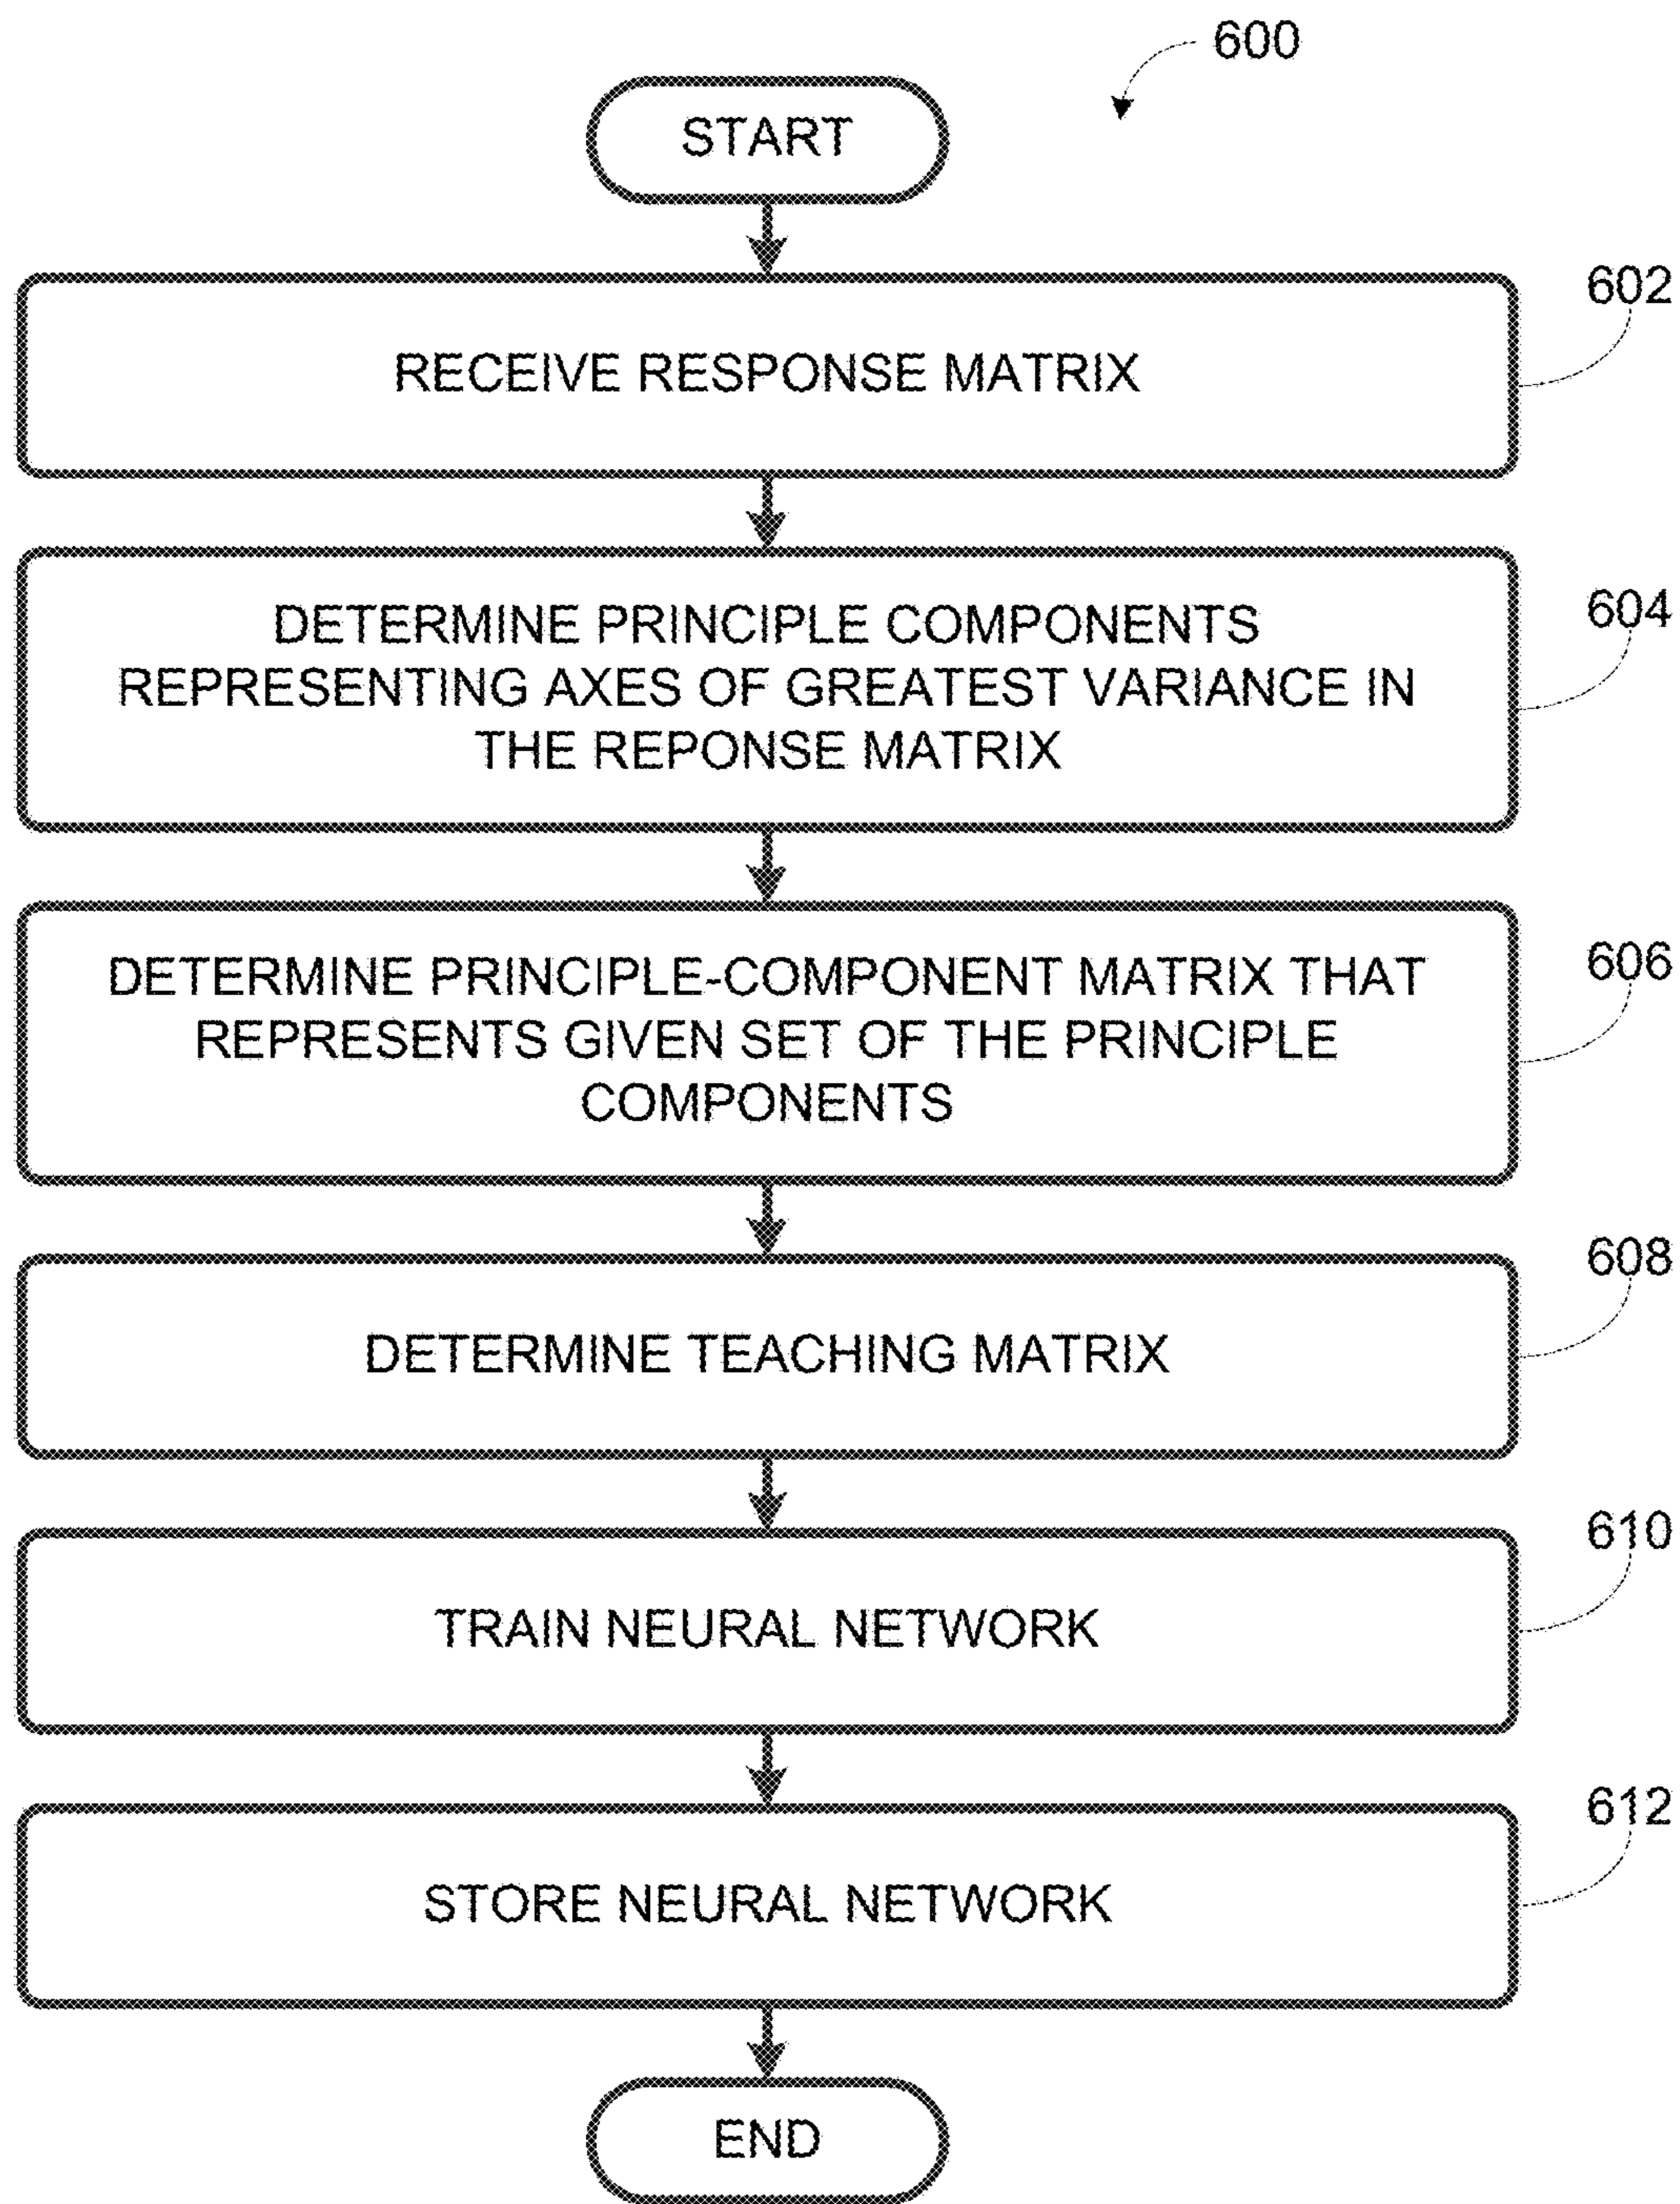 600
START
602
RECEIVE RESPONSE MATRIX
604
DETERMINE PRINCIPLE COMPONENTS
REPRESENTING AXES OF GREATEST VARIANCE IN
THE REPONSE MATRIX
606
DETERMINE PRINCIPLE-COMPONENT MATRIX THAT
REPRESENTS GIVEN SET OF THE PRINCIPLE
COMPONENTS
608
DETERMINE TEACHING MATRIX
610
TRAIN NEURAL NETWORK
612
STORE NEURAL NETWORK
END